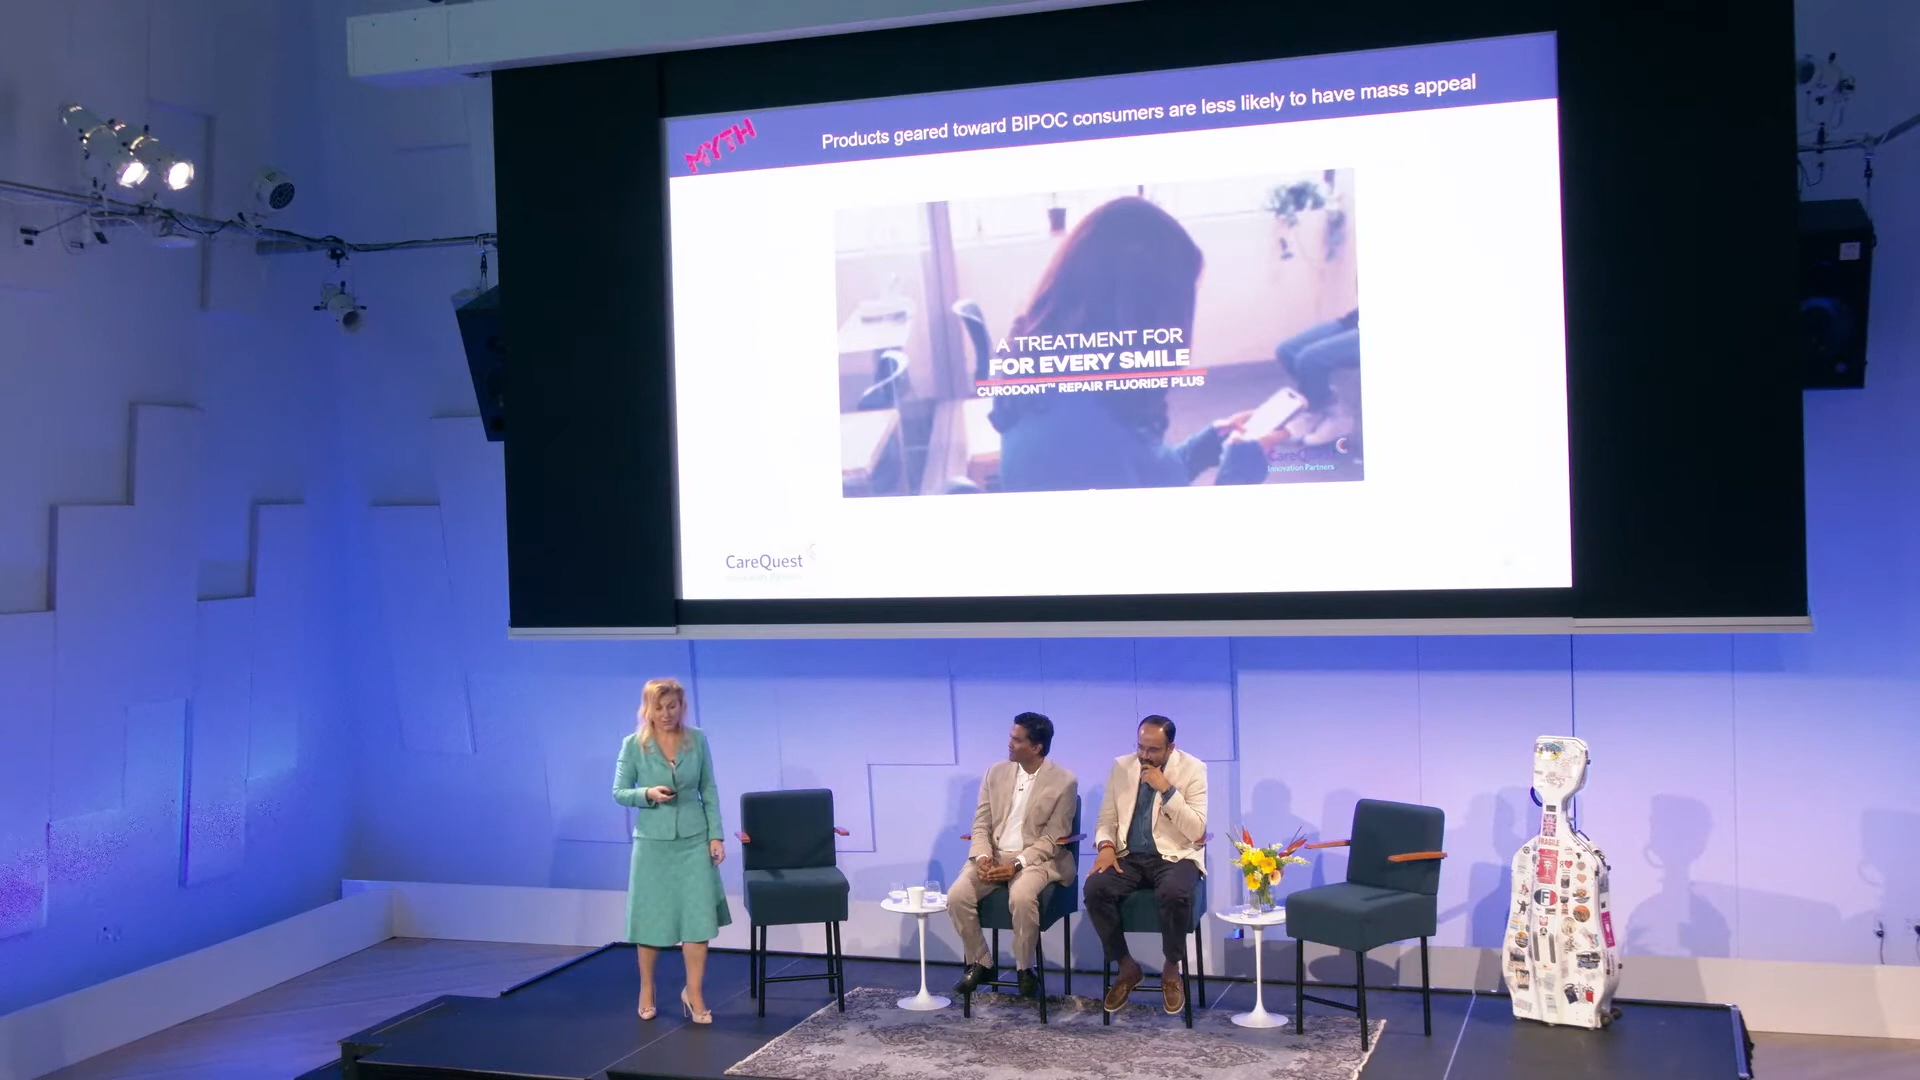 MYTH
Products geared toward BIPOC consumers are less likely to have mass appeal
A TREATMENT FOR
FOR EVERY SMILE
CURODONT™ REPAIR FLUORIDE PLUS
CareQuest
Innovation Partners
CareQuest
FRAGILE